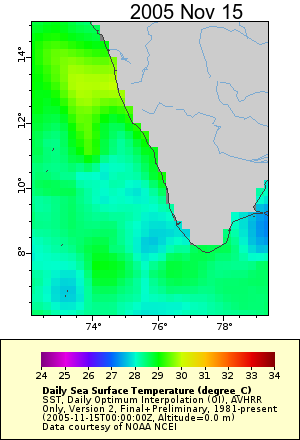 2005 Nov 15
14°
12°
10°
8°
74° 76° 78°
24 25 26 27 28 29 30 31 32 33 34
Daily Sea Surface Temperature (degree_C)
SST, Daily Optimum Interpolation (OI), AVHRR
Only, Version 2, Final+Preliminary, 1981-present
(2005-11-15T00:00:00Z, Altitude=0.0 m)
Data courtesy of NOAA NCEI